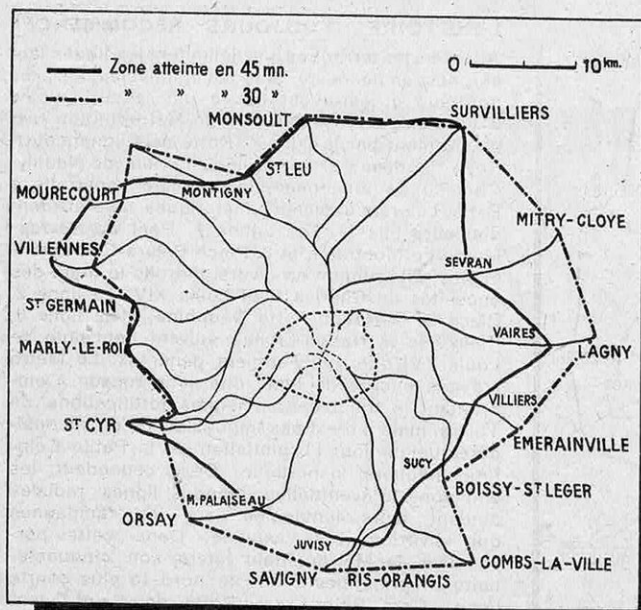 Zone atteinte en 45 mn.
» » » 30 »
0 10 km.
MONSOULT
SURVILLIERS
ST LEU
MOURECOURT
MONTIGNY
MITRY-CLOYE
VILLENNES
SEVRAN
ST GERMAIN
MARLY-LE-ROI
VAIRES
LAGNY
VILLIERS
ST CYR
EMERAINVILLE
SUCY
BOISSY-ST LEGER
M. PALAISEAU
ORSAY
JUVISY
COMBS-LA-VILLE
SAVIGNY
RIS-ORANGIS